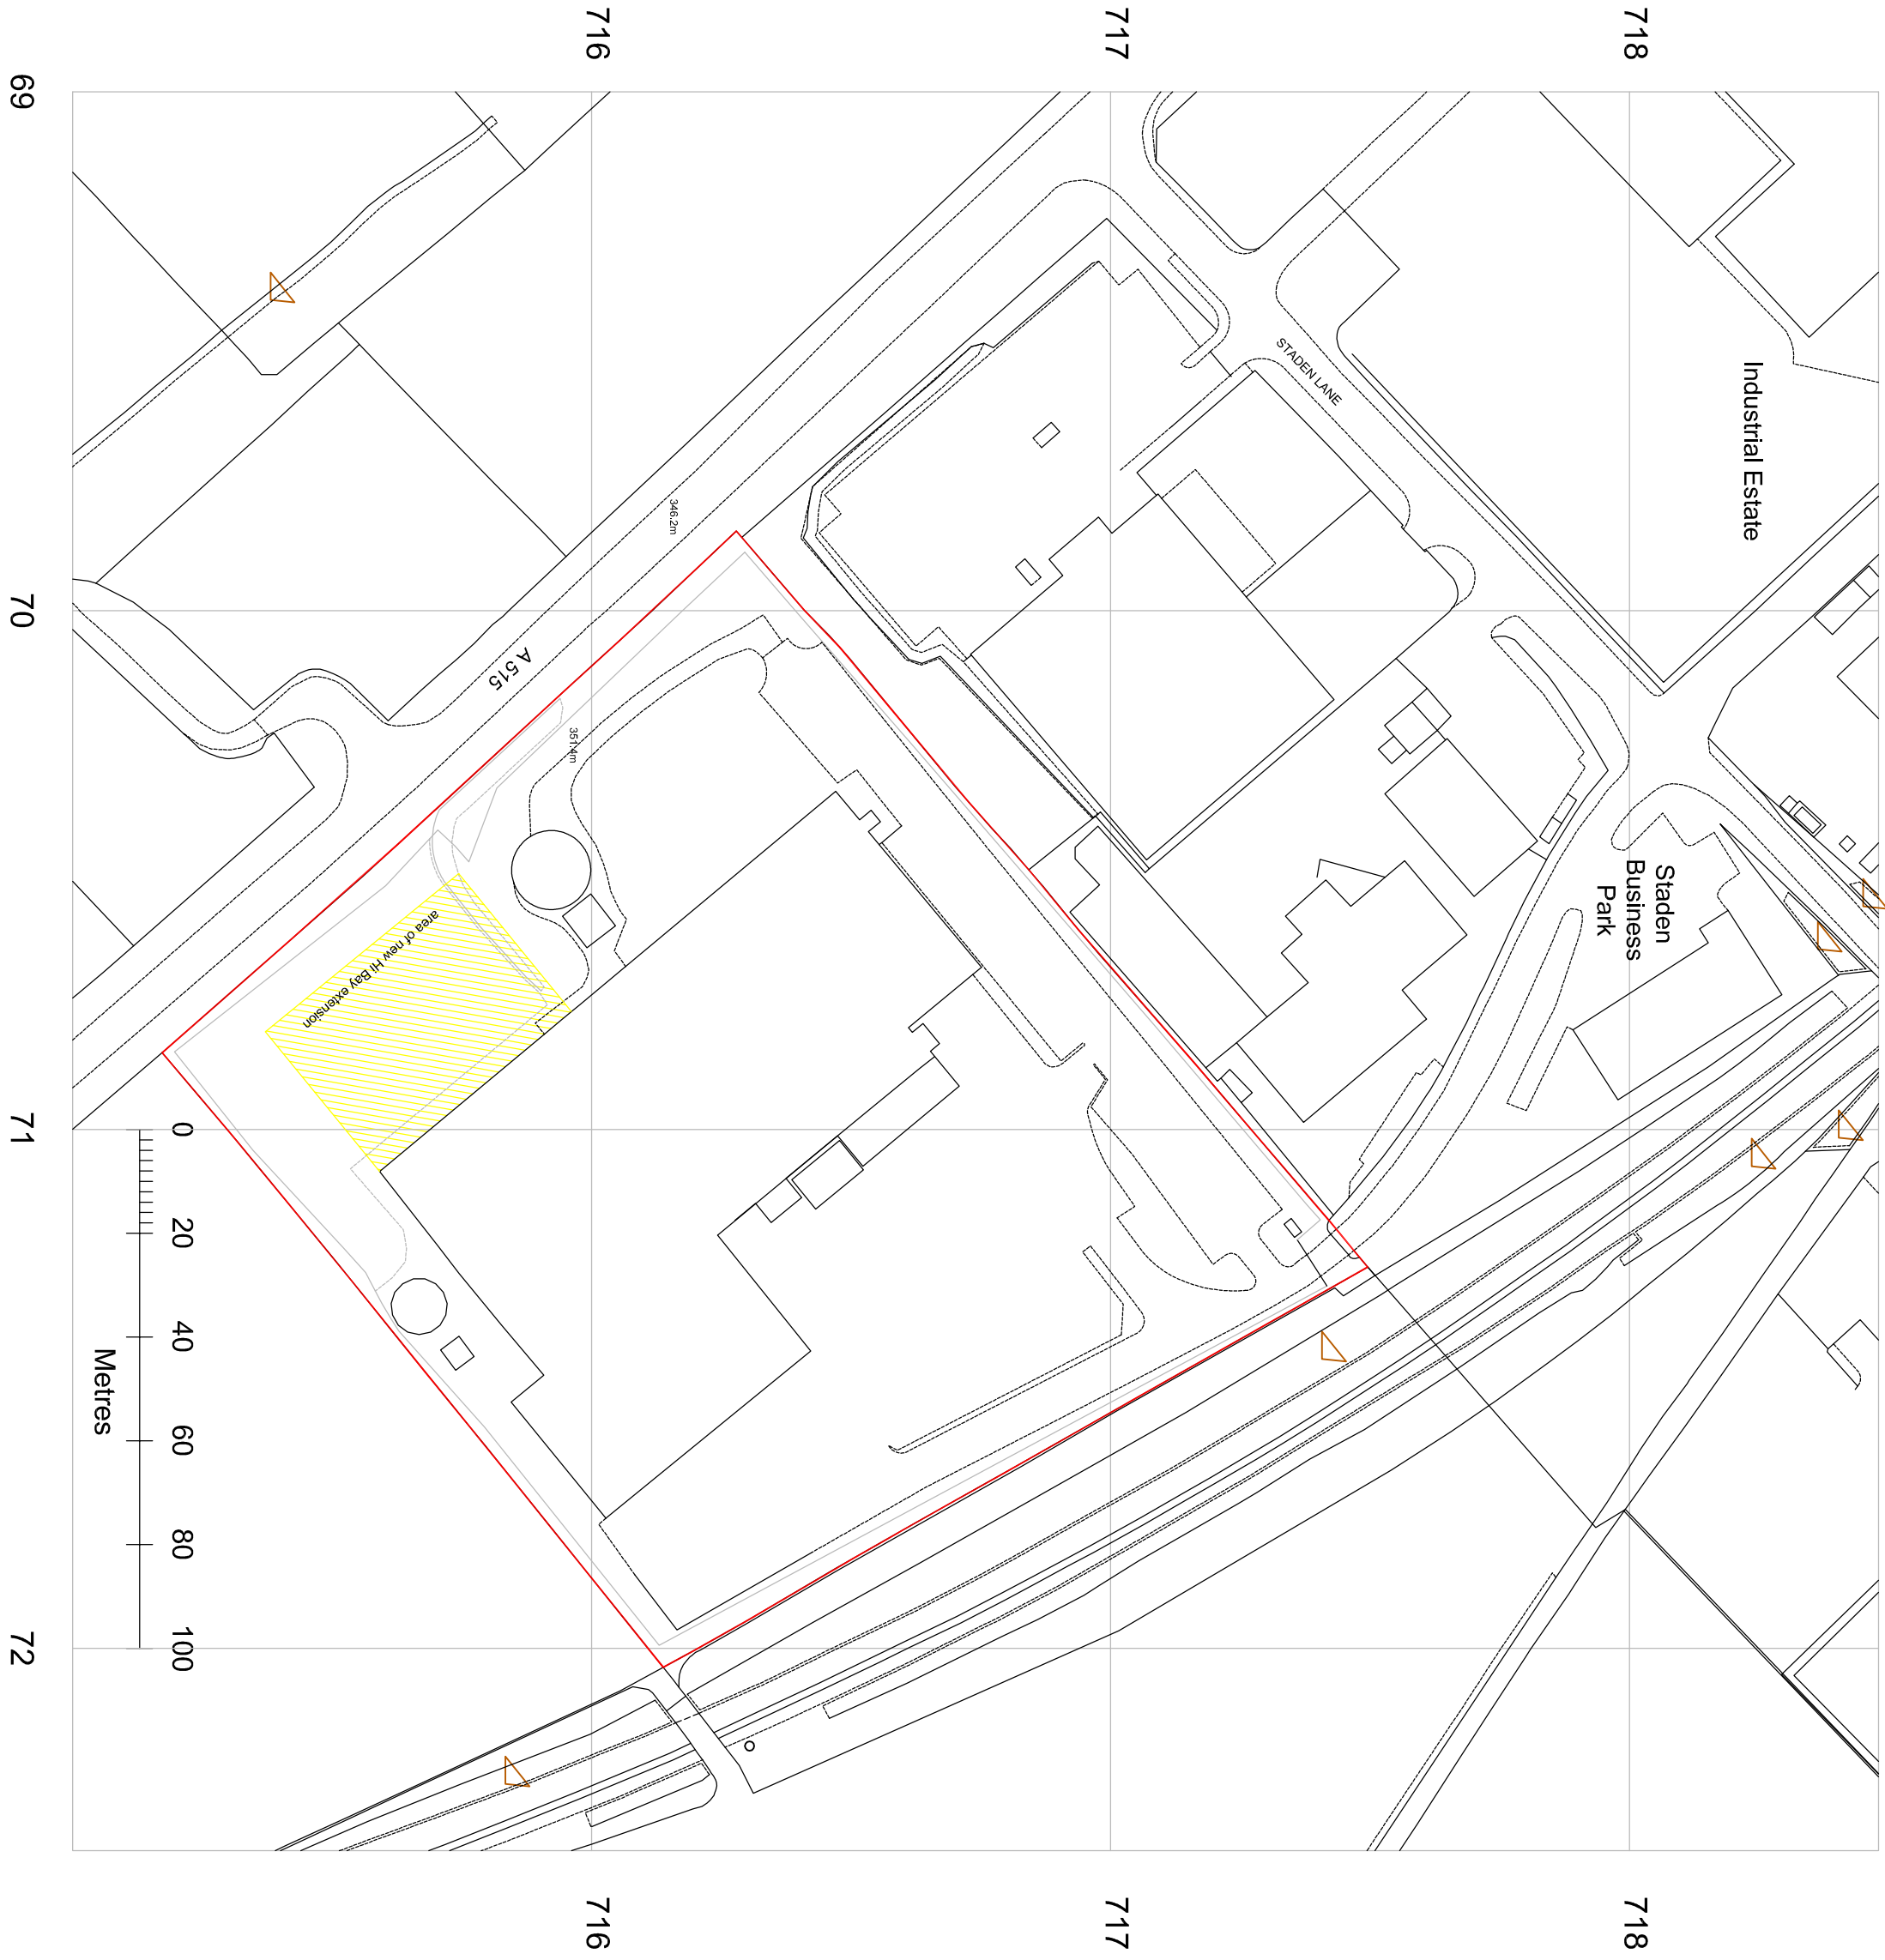 716
717
718
69
70
71
72
Industrial Estate
STADEN LANE
346.2m
A 515
351.4m
Staden
Business
Park
area of new Hi Bay extension
0
20
40
60
80
100
Metres
716
717
718